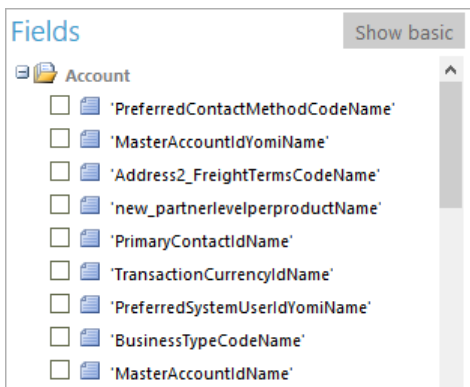 Fields
Show basic
Account
'PreferredContactMethodCodeName'
'MasterAccountIdYomiName'
'Address2_FreightTermsCodeName'
'new_partnerlevelperproductName'
'PrimaryContactIdName'
'TransactionCurrencyIdName'
'PreferredSystemUserIdYomiName'
'BusinessTypeCodeName'
'MasterAccountIdName'